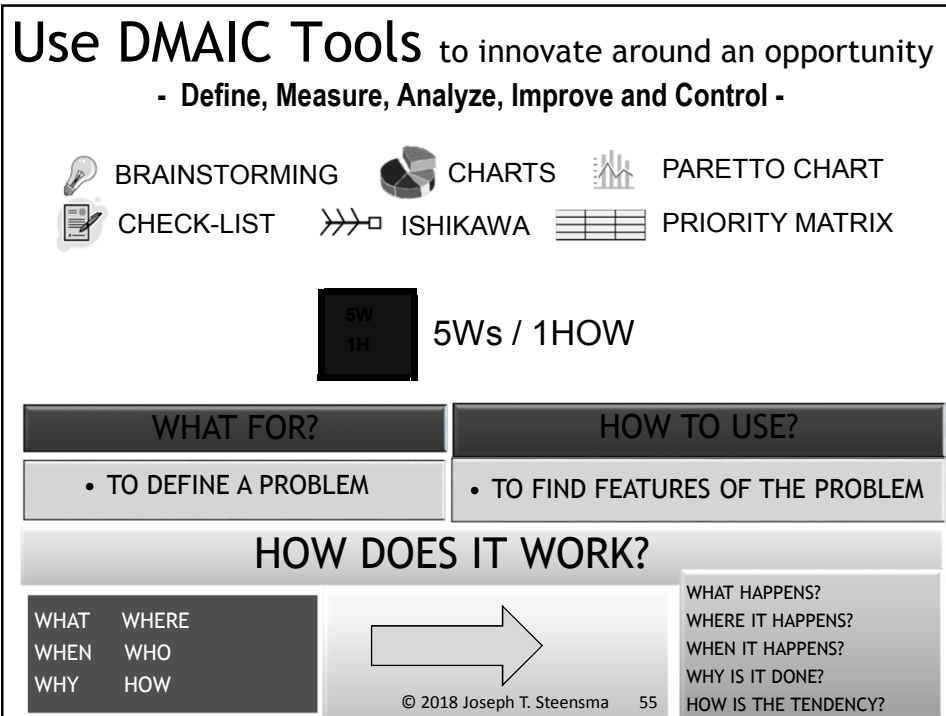 Use DMAIC Tools to innovate around an opportunity
- Define, Measure, Analyze, Improve and Control -
BRAINSTORMING CHARTS PARETTO CHART
CHECK-LIST ISHIKAWA PRIORITY MATRIX
5W
1H
5Ws / 1HOW
WHAT FOR? HOW TO USE?
• TO DEFINE A PROBLEM • TO FIND FEATURES OF THE PROBLEM
HOW DOES IT WORK?
WHAT WHERE
WHEN WHO
WHY HOW
WHAT HAPPENS?
WHERE IT HAPPENS?
WHEN IT HAPPENS?
WHY IS IT DONE?
HOW IS THE TENDENCY?
© 2018 Joseph T. Steensma 55